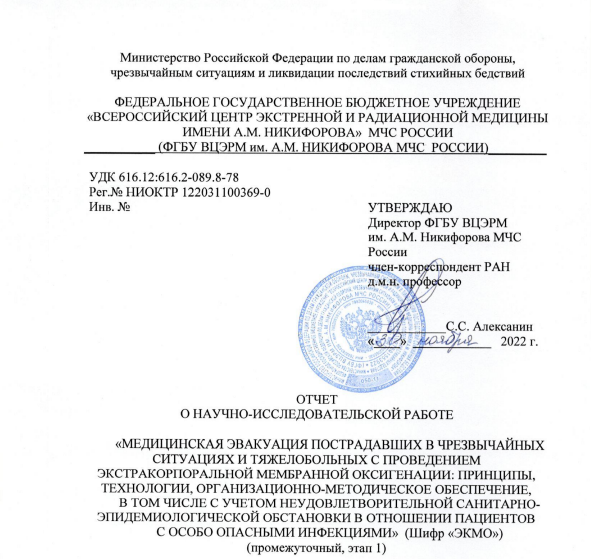 Министерство Российской Федерации по делам гражданской обороны,
чрезвычайным ситуациям и ликвидации последствий стихийных бедствий
ФЕДЕРАЛЬНОЕ ГОСУДАРСТВЕННОЕ БЮДЖЕТНОЕ УЧРЕЖДЕНИЕ
«ВСЕРОССИЙСКИЙ ЦЕНТР ЭКСТРЕННОЙ И РАДИАЦИОННОЙ МЕДИЦИНЫ
ИМЕНИ А.М. НИКИФОРОВА» МЧС РОССИИ
(ФГБУ ВЦЭРМ им. А.М. НИКИФОРОВА МЧС РОССИИ)
УДК 616.12:616.2-089.8-78
Рег.№ НИОКТР 122031100369-0
Инв. №
УТВЕРЖДАЮ
Директор ФГБУ ВЦЭРМ
им. А.М. Никифорова МЧС
России
член-корреспондент РАН
д.м.н. профессор
С.С. Алексанин
«30» ноября 2022 г.
ОТЧЕТ
О НАУЧНО-ИССЛЕДОВАТЕЛЬСКОЙ РАБОТЕ
«МЕДИЦИНСКАЯ ЭВАКУАЦИЯ ПОСТРАДАВШИХ В ЧРЕЗВЫЧАЙНЫХ
СИТУАЦИЯХ И ТЯЖЕЛОБОЛЬНЫХ С ПРОВЕДЕНИЕМ
ЭКСТРАКОРПОРАЛЬНОЙ МЕМБРАННОЙ ОКСИГЕНАЦИИ: ПРИНЦИПЫ,
ТЕХНОЛОГИИ, ОРГАНИЗАЦИОННО-МЕТОДИЧЕСКОЕ ОБЕСПЕЧЕНИЕ,
В ТОМ ЧИСЛЕ С УЧЕТОМ НЕУДОВЛЕТВОРИТЕЛЬНОЙ САНИТАРНО-
ЭПИДЕМИОЛОГИЧЕСКОЙ ОБСТАНОВКИ В ОТНОШЕНИИ ПАЦИЕНТОВ
С ОСОБО ОПАСНЫМИ ИНФЕКЦИЯМИ» (Шифр «ЭКМО»)
(промежуточный, этап 1)